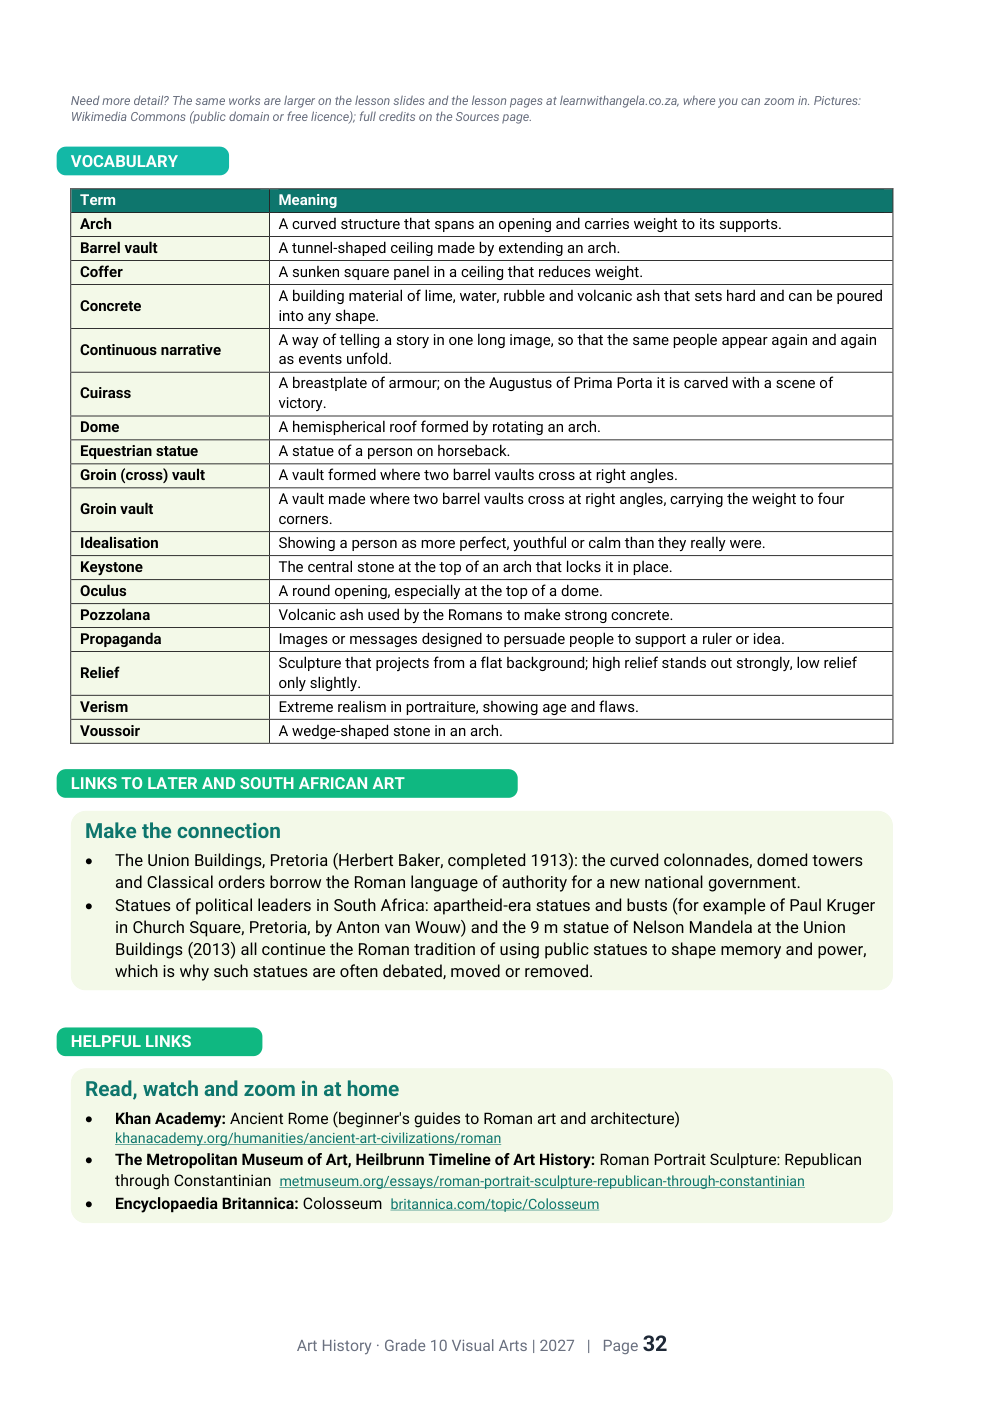 Need more detail? The same works are larger on the lesson slides and the lesson pages at learnwithangela.co.za, where you can zoom in. Pictures:
Wikimedia Commons (public domain or free licence); full credits on the Sources page.
VOCABULARY
Term Meaning
Arch A curved structure that spans an opening and carries weight to its supports.
Barrel vault A tunnel-shaped ceiling made by extending an arch.
Coffer A sunken square panel in a ceiling that reduces weight.
Concrete A building material of lime, water, rubble and volcanic ash that sets hard and can be poured
into any shape.
Continuous narrative A way of telling a story in one long image, so that the same people appear again and again
as events unfold.
Cuirass A breastplate of armour; on the Augustus of Prima Porta it is carved with a scene of
victory.
Dome A hemispherical roof formed by rotating an arch.
Equestrian statue A statue of a person on horseback.
Groin (cross) vault A vault formed where two barrel vaults cross at right angles.
Groin vault A vault made where two barrel vaults cross at right angles, carrying the weight to four
corners.
Idealisation Showing a person as more perfect, youthful or calm than they really were.
Keystone The central stone at the top of an arch that locks it in place.
Oculus A round opening, especially at the top of a dome.
Pozzolana Volcanic ash used by the Romans to make strong concrete.
Propaganda Images or messages designed to persuade people to support a ruler or idea.
Relief Sculpture that projects from a flat background; high relief stands out strongly, low relief
only slightly.
Verism Extreme realism in portraiture, showing age and flaws.
Voussoir A wedge-shaped stone in an arch.
LINKS TO LATER AND SOUTH AFRICAN ART
Make the connection
• The Union Buildings, Pretoria (Herbert Baker, completed 1913): the curved colonnades, domed towers
and Classical orders borrow the Roman language of authority for a new national government.
• Statues of political leaders in South Africa: apartheid-era statues and busts (for example of Paul Kruger
in Church Square, Pretoria, by Anton van Wouw) and the 9 m statue of Nelson Mandela at the Union
Buildings (2013) all continue the Roman tradition of using public statues to shape memory and power,
which is why such statues are often debated, moved or removed.
HELPFUL LINKS
Read, watch and zoom in at home
• Khan Academy: Ancient Rome (beginner's guides to Roman art and architecture)
khanacademy.org/humanities/ancient-art-civilizations/roman
• The Metropolitan Museum of Art, Heilbrunn Timeline of Art History: Roman Portrait Sculpture: Republican
through Constantinian metmuseum.org/essays/roman-portrait-sculpture-republican-through-constantinian
• Encyclopaedia Britannica: Colosseum britannica.com/topic/Colosseum
Art History · Grade 10 Visual Arts | 2027 | Page 32